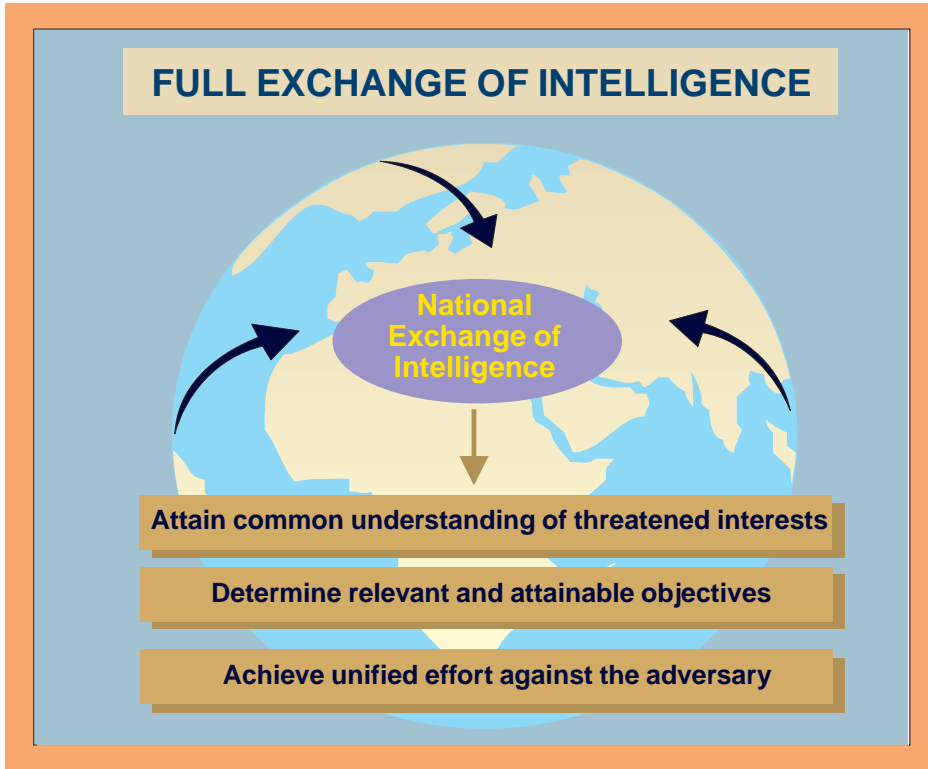 FULL EXCHANGE OF INTELLIGENCE
National
Exchange of
Intelligence
Attain common understanding of threatened interests
Determine relevant and attainable objectives
Achieve unified effort against the adversary